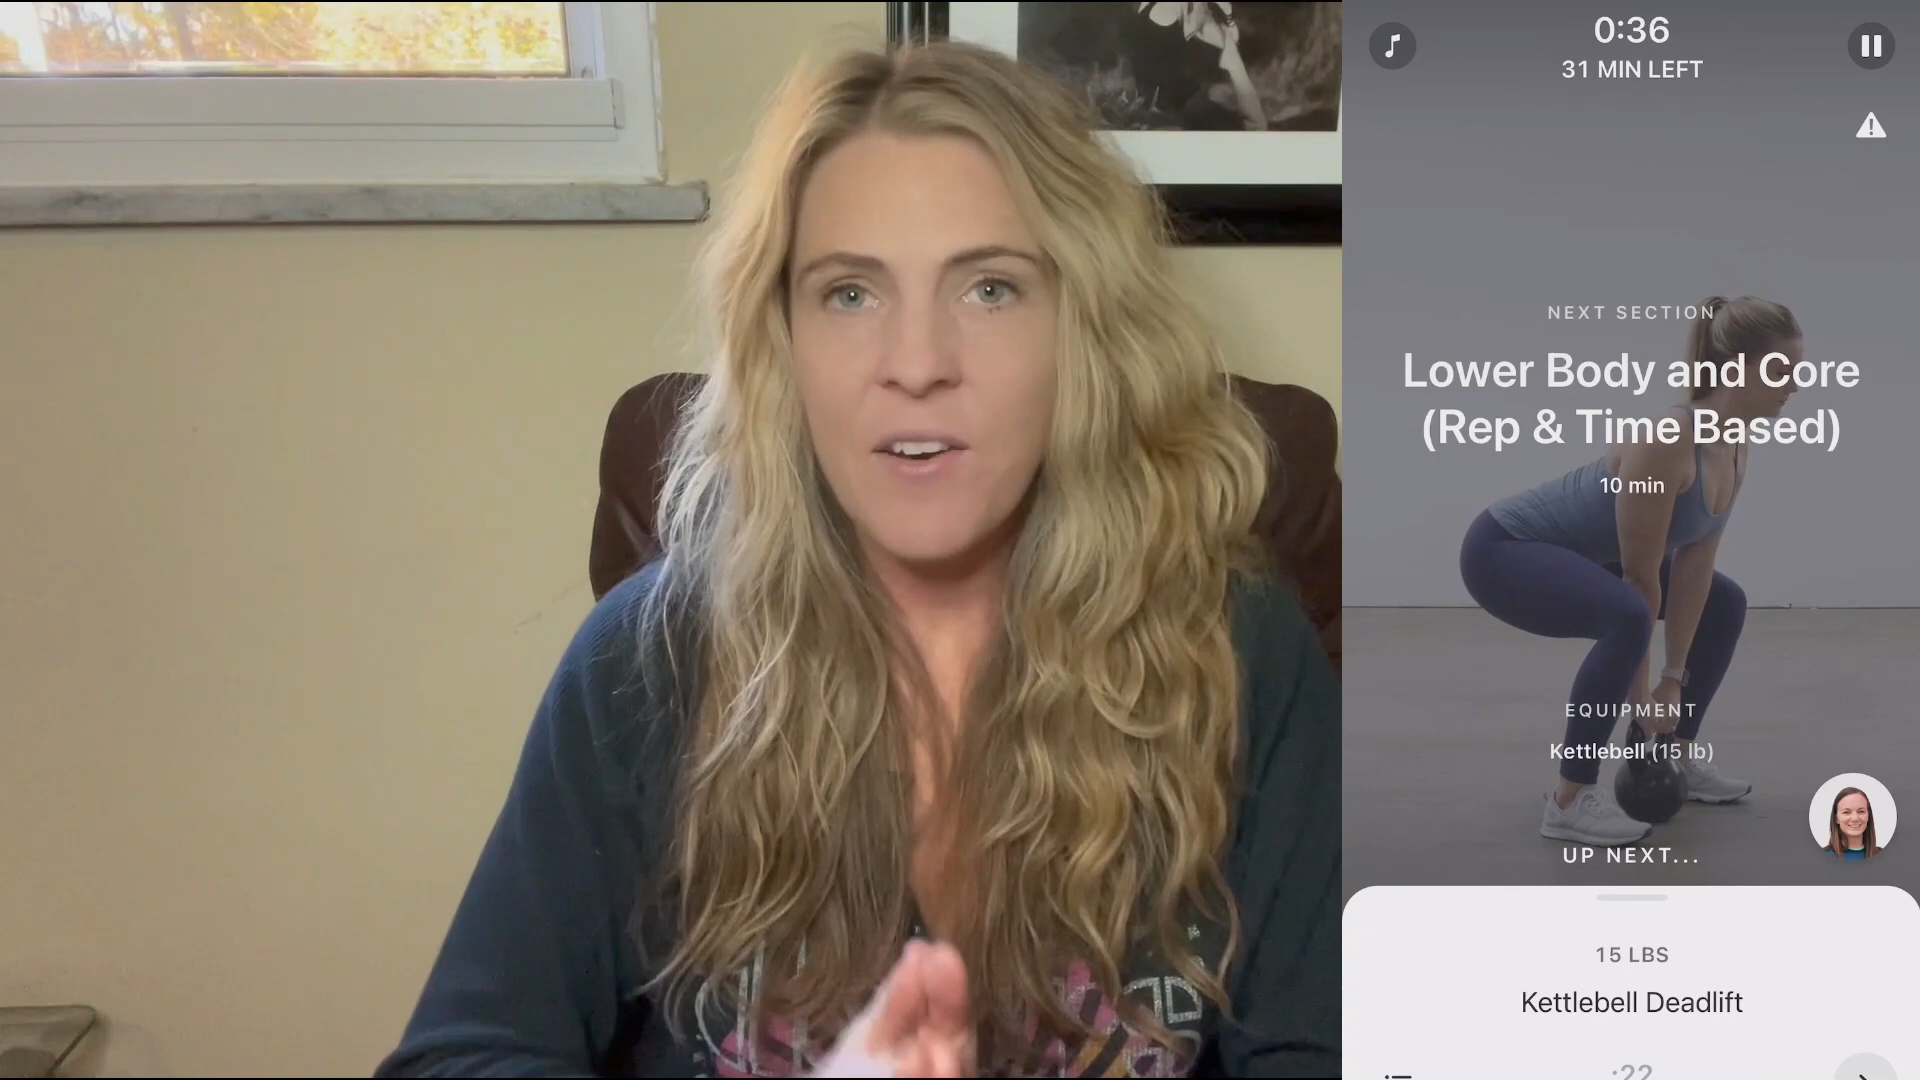 0:36
31 MIN LEFT
NEXT SECTION
Lower Body and Core
(Rep & Time Based)
10 min
EQUIPMENT
Kettlebell (15 lb)
UP NEXT...
15 LBS
Kettlebell Deadlift
:22